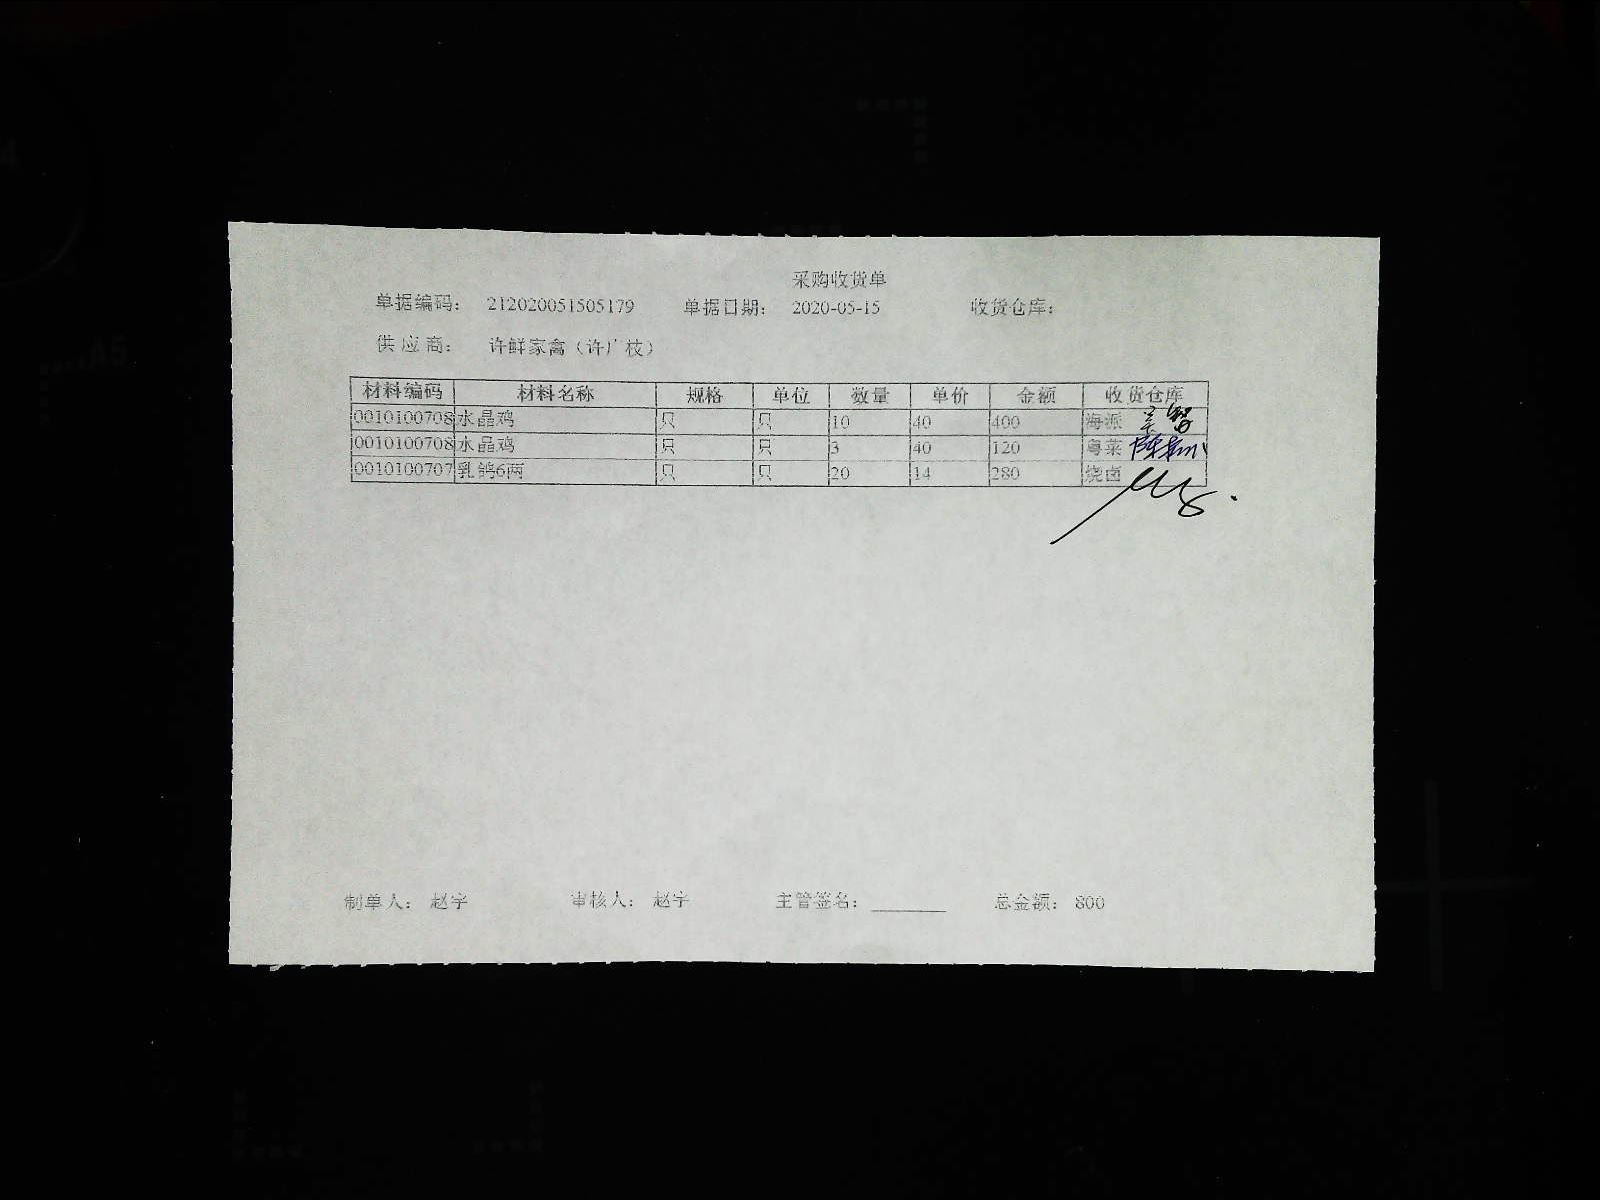 采购收货单
单据编码: 212020051505179 单据日期: 2020-05-15 收货仓库:
供应商: 许鲜家禽（许广枝）
材料编码 材料名称 规格 单位 数量 单价 金额 收货仓库
0010100708 水晶鸡 只 只 10 40 400 海派
0010100708 水晶鸡 只 只 3 40 120 粤菜
0010100707 乳鸽6两 只 只 20 14 280 烧卤
制单人: 赵宇 审核人: 赵宇 主管签名: 总金额: 800